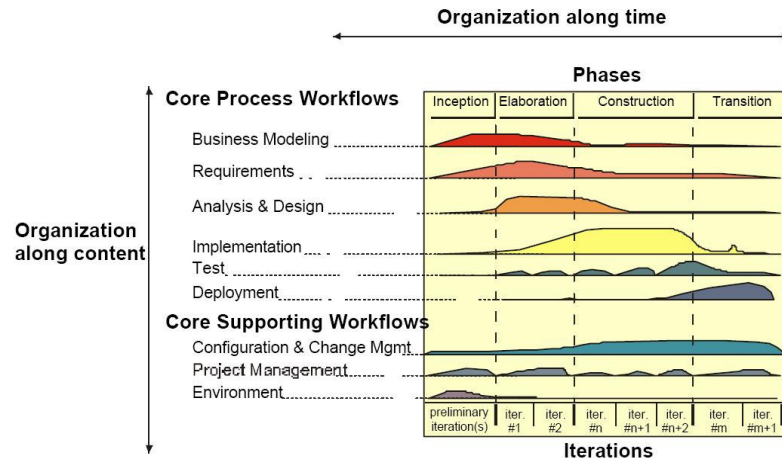 Organization along time
Phases
Core Process Workflows
Inception Elaboration Construction Transition
Business Modeling
Requirements
Analysis & Design
Organization
along content
Implementation
Test
Deployment
Core Supporting Workflows
Configuration & Change Mgmt
Project Management
Environment
preliminary iter. iter. iter. iter. iter. iter. iter.
iteration(s) #1 #2 #n #n+1 #n+2 #m #m+1
Iterations